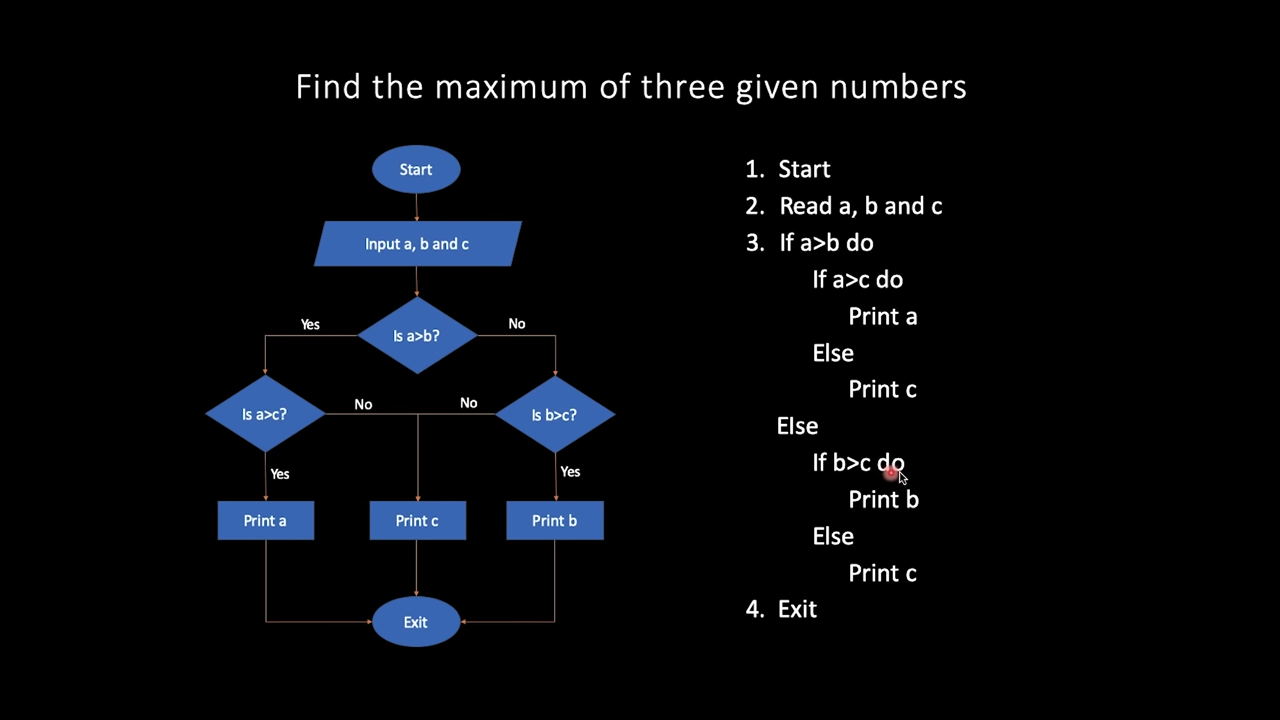 Find the maximum of three given numbers
Start
Input a, b and c
Is a>b?
Yes
No
Is a>c?
No
No
Is b>c?
Yes
Yes
Print a
Print c
Print b
Exit
1. Start
2. Read a, b and c
3. If a>b do
If a>c do
Print a
Else
Print c
Else
If b>c do
Print b
Else
Print c
4. Exit